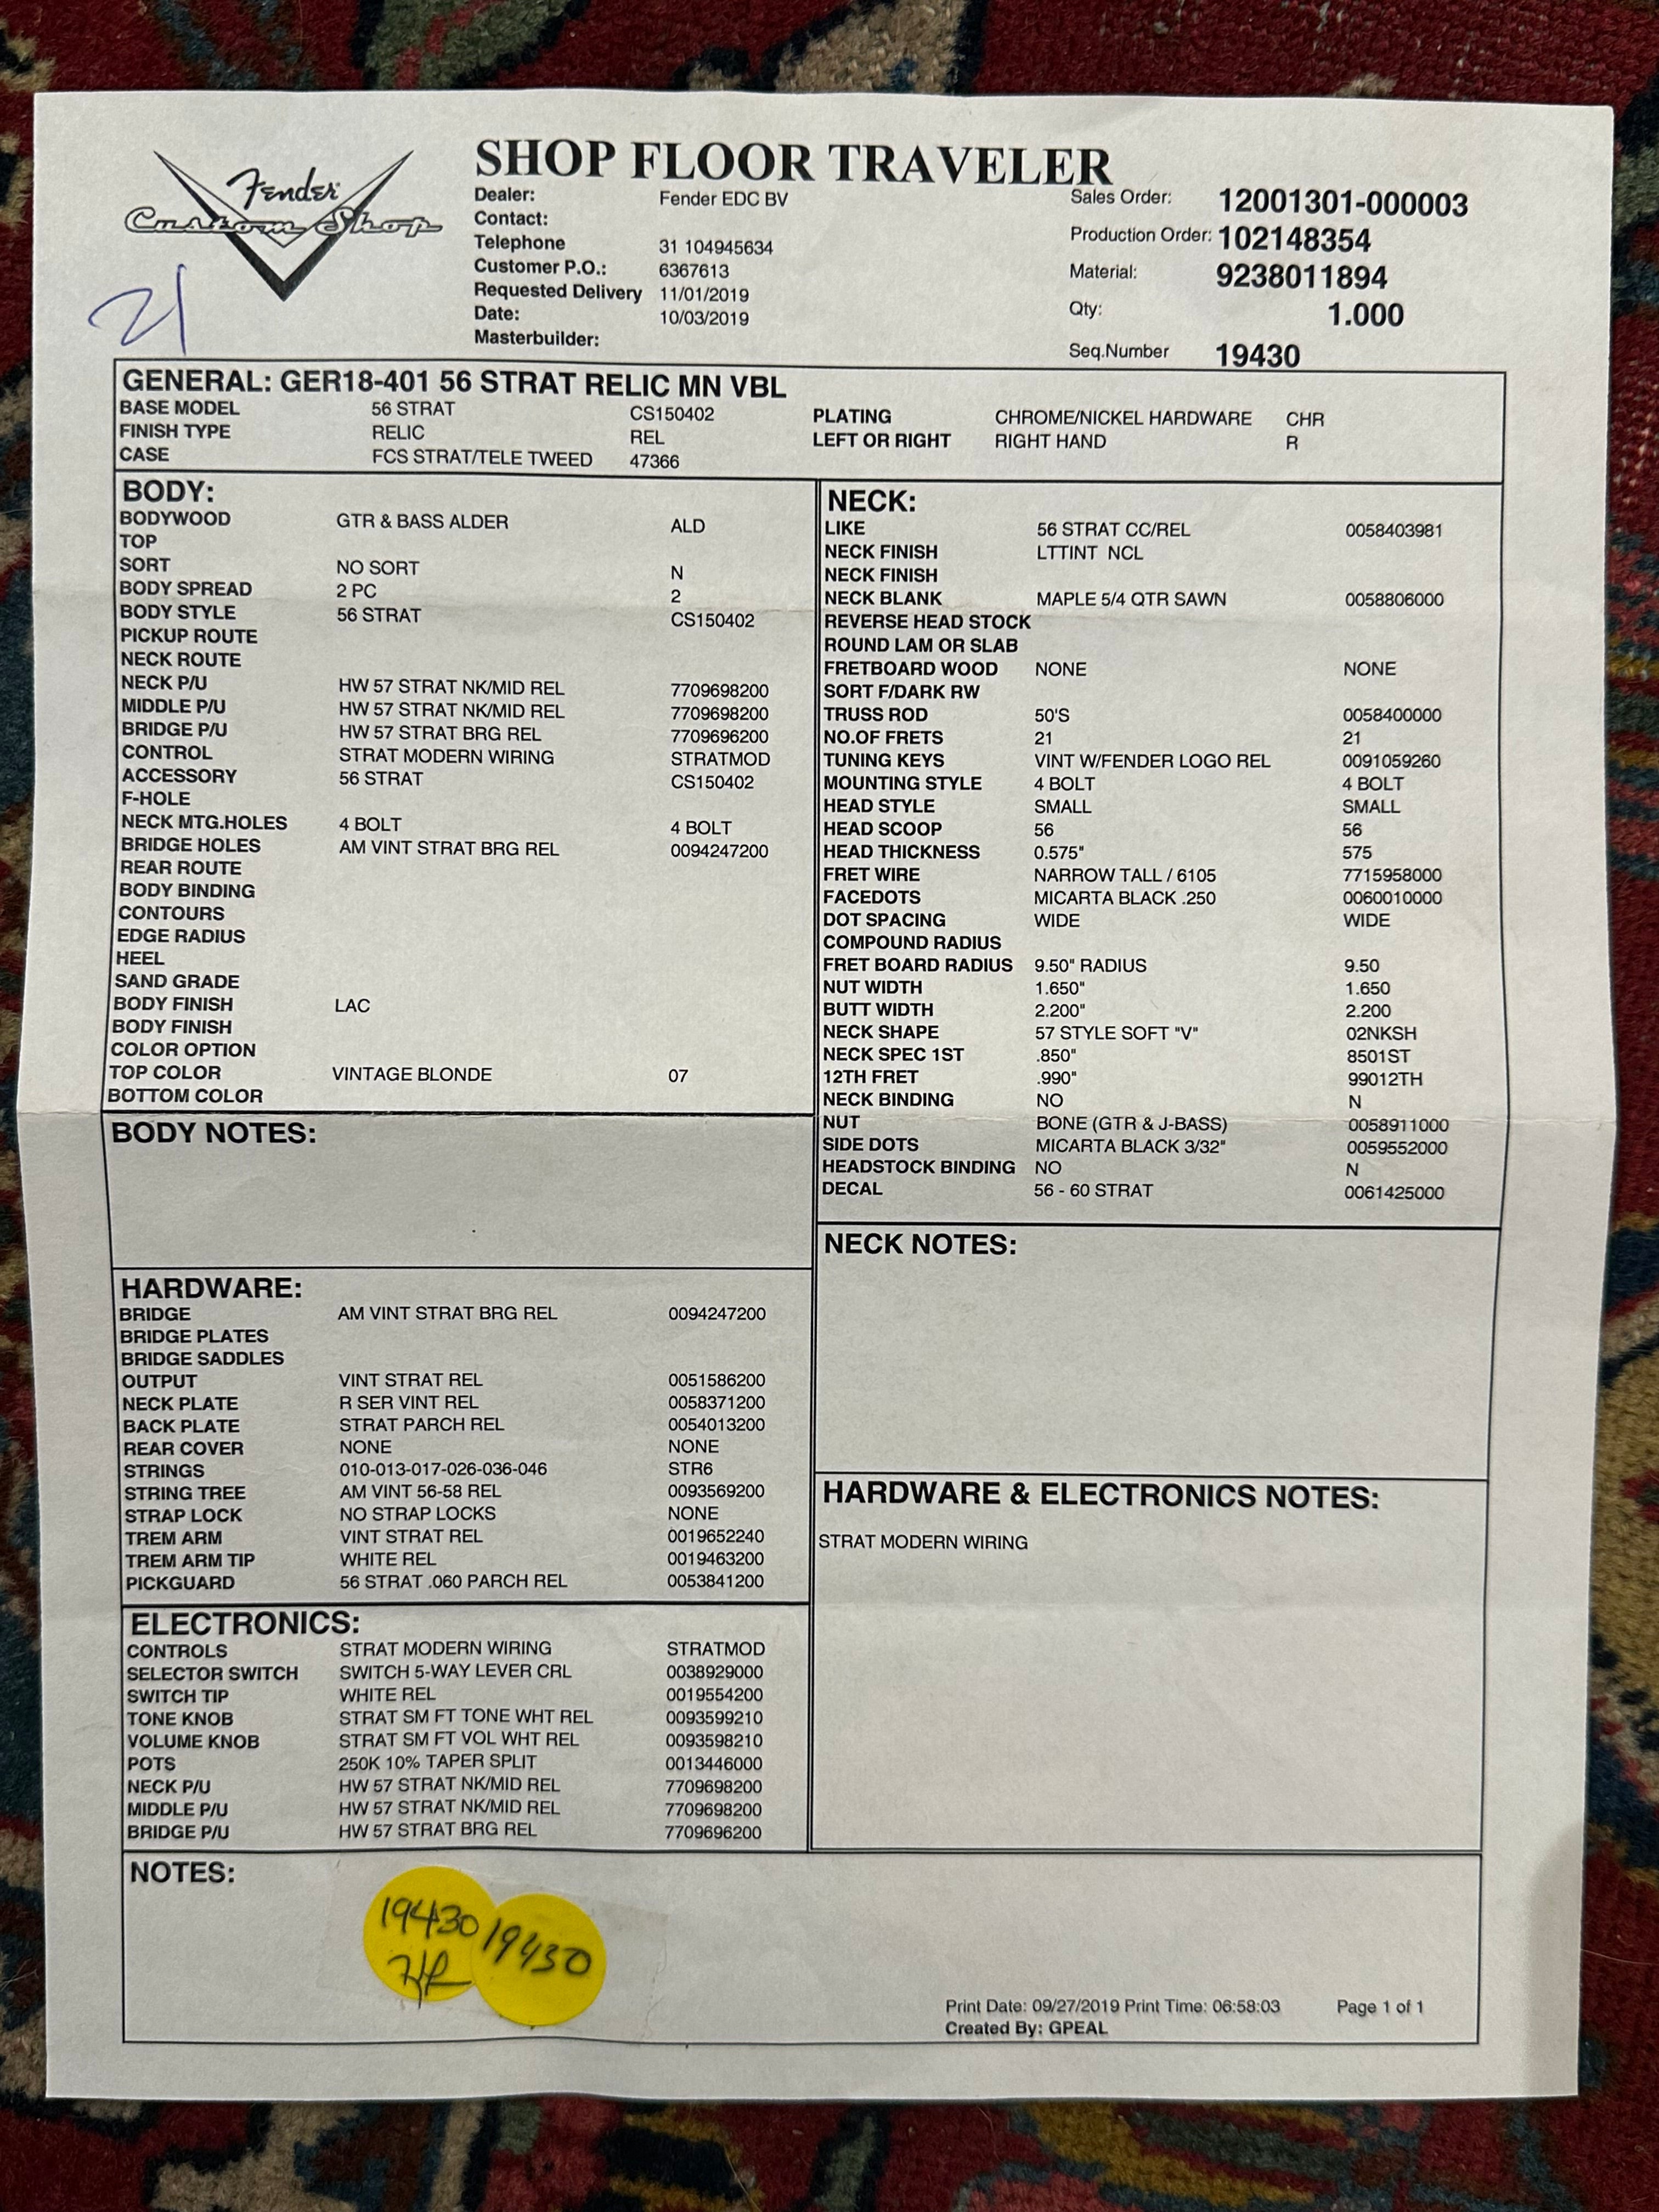 Fender
Custom Shop
21
SHOP FLOOR TRAVELER
Dealer: Fender EDC BV
Contact:
Telephone 31 104945634
Customer P.O.: 6367613
Requested Delivery 11/01/2019
Date: 10/03/2019
Masterbuilder:
Sales Order: 12001301-000003
Production Order: 102148354
Material: 9238011894
Qty: 1.000
Seq.Number 19430
GENERAL: GER18-401 56 STRAT RELIC MN VBL
BASE MODEL 56 STRAT CS150402
FINISH TYPE RELIC REL
CASE FCS STRAT/TELE TWEED 47366
PLATING CHROME/NICKEL HARDWARE CHR
LEFT OR RIGHT RIGHT HAND R
BODY:
BODYWOOD GTR & BASS ALDER ALD
TOP
SORT NO SORT N
BODY SPREAD 2 PC 2
BODY STYLE 56 STRAT CS150402
PICKUP ROUTE
NECK ROUTE
NECK P/U HW 57 STRAT NK/MID REL 7709698200
MIDDLE P/U HW 57 STRAT NK/MID REL 7709698200
BRIDGE P/U HW 57 STRAT BRG REL 7709696200
CONTROL STRAT MODERN WIRING STRATMOD
ACCESSORY 56 STRAT CS150402
F-HOLE
NECK MTG.HOLES 4 BOLT 4 BOLT
BRIDGE HOLES AM VINT STRAT BRG REL 0094247200
REAR ROUTE
BODY BINDING
CONTOURS
EDGE RADIUS
HEEL
SAND GRADE
BODY FINISH LAC
BODY FINISH
COLOR OPTION
TOP COLOR VINTAGE BLONDE 07
BOTTOM COLOR
BODY NOTES:
HARDWARE:
BRIDGE AM VINT STRAT BRG REL 0094247200
BRIDGE PLATES
BRIDGE SADDLES
OUTPUT VINT STRAT REL 0051586200
NECK PLATE R SER VINT REL 0058371200
BACK PLATE STRAT PARCH REL 0054013200
REAR COVER NONE NONE
STRINGS 010-013-017-026-036-046 STR6
STRING TREE AM VINT 56-58 REL 0093569200
STRAP LOCK NO STRAP LOCKS NONE
TREM ARM VINT STRAT REL 0019652240
TREM ARM TIP WHITE REL 0019463200
PICKGUARD 56 STRAT .060 PARCH REL 0053841200
ELECTRONICS:
CONTROLS STRAT MODERN WIRING STRATMOD
SELECTOR SWITCH SWITCH 5-WAY LEVER CRL 0038929000
SWITCH TIP WHITE REL 0019554200
TONE KNOB STRAT SM FT TONE WHT REL 0093599210
VOLUME KNOB STRAT SM FT VOL WHT REL 0093598210
POTS 250K 10% TAPER SPLIT 0013446000
NECK P/U HW 57 STRAT NK/MID REL 7709698200
MIDDLE P/U HW 57 STRAT NK/MID REL 7709698200
BRIDGE P/U HW 57 STRAT BRG REL 7709696200
NECK:
LIKE 56 STRAT CC/REL 0058403981
NECK FINISH LTTINT NCL
NECK FINISH
NECK BLANK MAPLE 5/4 QTR SAWN 0058806000
REVERSE HEAD STOCK
ROUND LAM OR SLAB
FRETBOARD WOOD NONE NONE
SORT F/DARK RW
TRUSS ROD 50'S 0058400000
NO.OF FRETS 21 21
TUNING KEYS VINT W/FENDER LOGO REL 0091059260
MOUNTING STYLE 4 BOLT 4 BOLT
HEAD STYLE SMALL SMALL
HEAD SCOOP 56 56
HEAD THICKNESS 0.575" 575
FRET WIRE NARROW TALL / 6105 7715958000
FACEDOTS MICARTA BLACK .250 0060010000
DOT SPACING WIDE WIDE
COMPOUND RADIUS
FRET BOARD RADIUS 9.50" RADIUS 9.50
NUT WIDTH 1.650" 1.650
BUTT WIDTH 2.200" 2.200
NECK SHAPE 57 STYLE SOFT "V" 02NKSH
NECK SPEC 1ST .850" 8501ST
12TH FRET .990" 99012TH
NECK BINDING NO N
NUT BONE (GTR & J-BASS) 0058911000
SIDE DOTS MICARTA BLACK 3/32" 0059552000
HEADSTOCK BINDING NO N
DECAL 56 - 60 STRAT 0061425000
NECK NOTES:
HARDWARE & ELECTRONICS NOTES:
STRAT MODERN WIRING
NOTES:
19430
19430
Print Date: 09/27/2019 Print Time: 06:58:03 Page 1 of 1
Created By: GPEAL